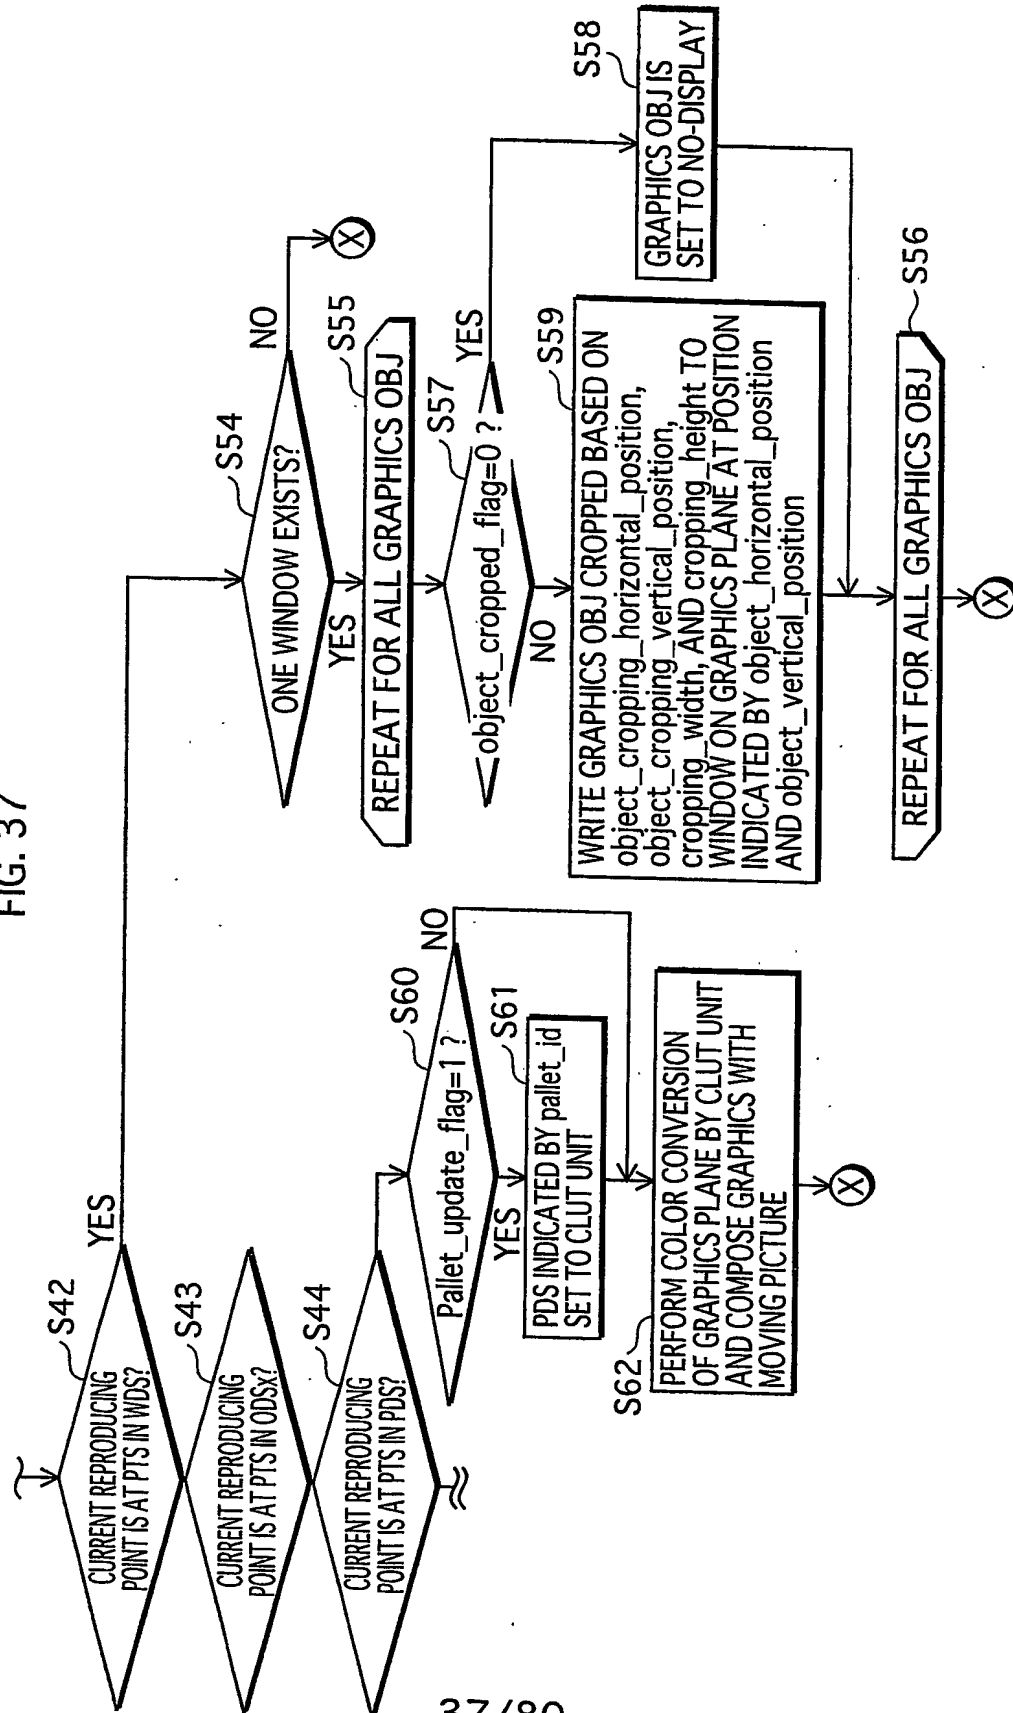 FIG. 37
S42
CURRENT REPRODUCING
POINT IS AT PTS IN WDS?
YES
S43
CURRENT REPRODUCING
POINT IS AT PTS IN ODSx?
S44
CURRENT REPRODUCING
POINT IS AT PTS IN PDS?
S54
ONE WINDOW EXISTS?
NO
X
YES
S55
REPEAT FOR ALL GRAPHICS OBJ
S57
object_cropped_flag=0 ?
YES
NO
S58
GRAPHICS OBJ IS
SET TO NO-DISPLAY
S59
WRITE GRAPHICS OBJ CROPPED BASED ON
object_cropping_horizontal_position,
object_cropping_vertical_position,
cropping_width, AND cropping_height TO
WINDOW ON GRAPHICS PLANE AT POSITION
INDICATED BY object_horizontal_position
AND object_vertical_position
S56
REPEAT FOR ALL GRAPHICS OBJ
X
S60
Pallet_update_flag=1 ?
NO
YES
S61
PDS INDICATED BY pallet_id
SET TO CLUT UNIT
S62
PERFORM COLOR CONVERSION
OF GRAPHICS PLANE BY CLUT UNIT
AND COMPOSE GRAPHICS WITH
MOVING PICTURE
X
37/80